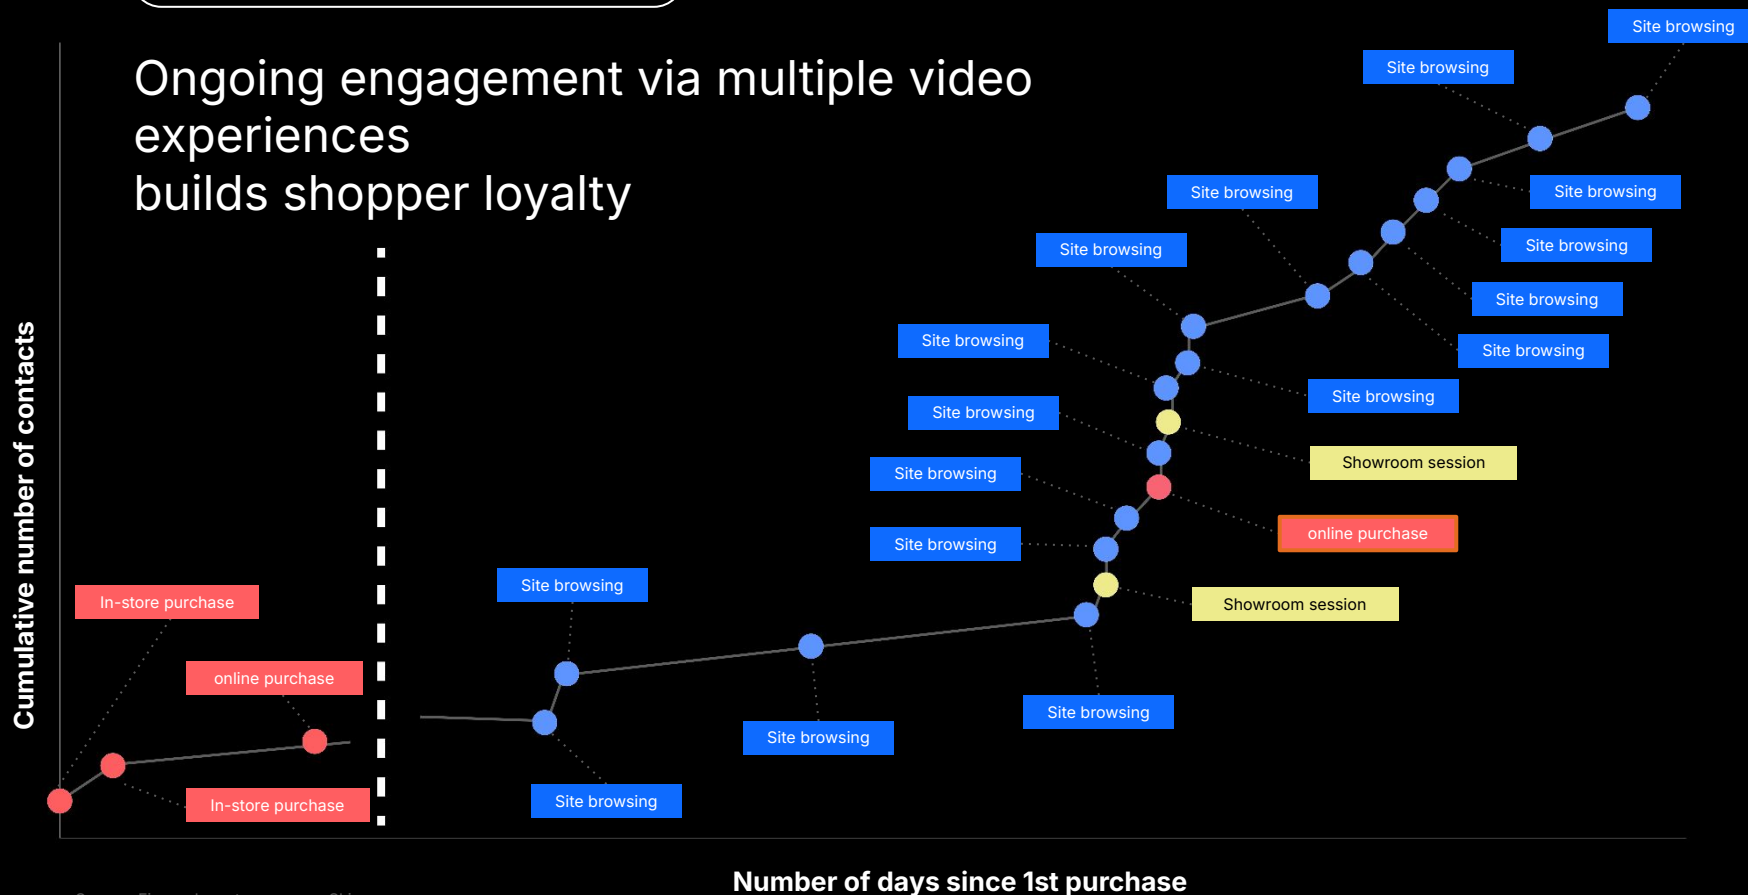 Site browsing
Ongoing engagement via multiple video
experiences
builds shopper loyalty
Site browsing
Site browsing
Site browsing
Site browsing
Site browsing
Site browsing
Site browsing
Site browsing
Site browsing
Site browsing
Site browsing
Showroom session
Site browsing
online purchase
Site browsing
Site browsing
Showroom session
In-store purchase
online purchase
Site browsing
Site browsing
Site browsing
In-store purchase
Cumulative number of contacts
Number of days since 1st purchase